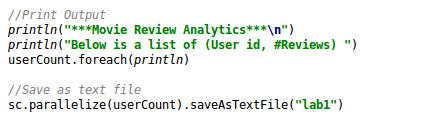 //Print Output
println("***Movie Review Analytics***\n")
println("Below is a list of (User id, #Reviews) ")
userCount.foreach(println)
//Save as text file
sc.parallelize(userCount).saveAsTextFile("lab1")